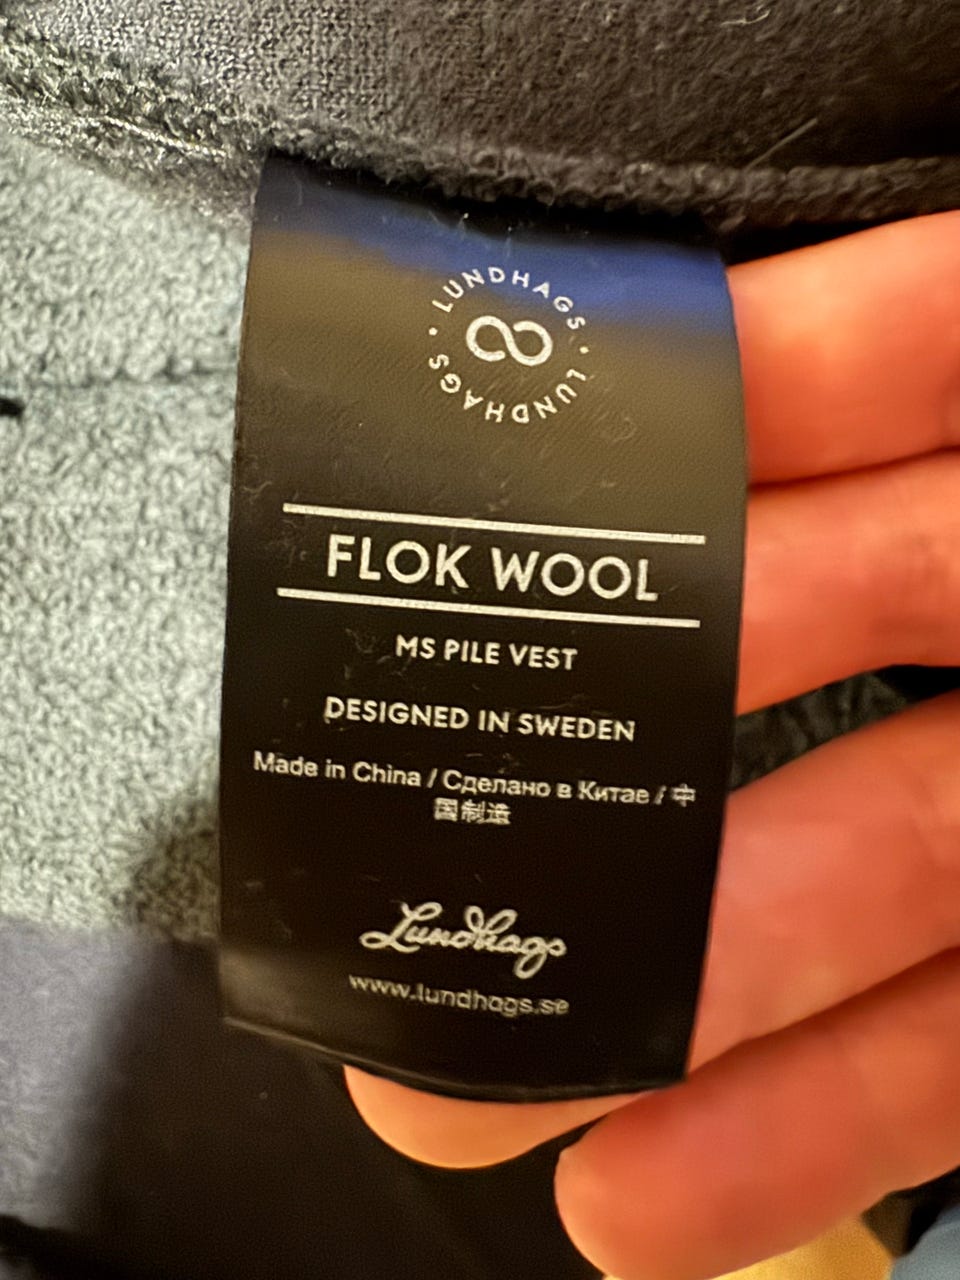 LUNDHAGS · LUNDHAGS ·
FLOK WOOL
MS PILE VEST
DESIGNED IN SWEDEN
Made in China / Сделано в Китае / 中
国制造
Lundhags
www.lundhags.se